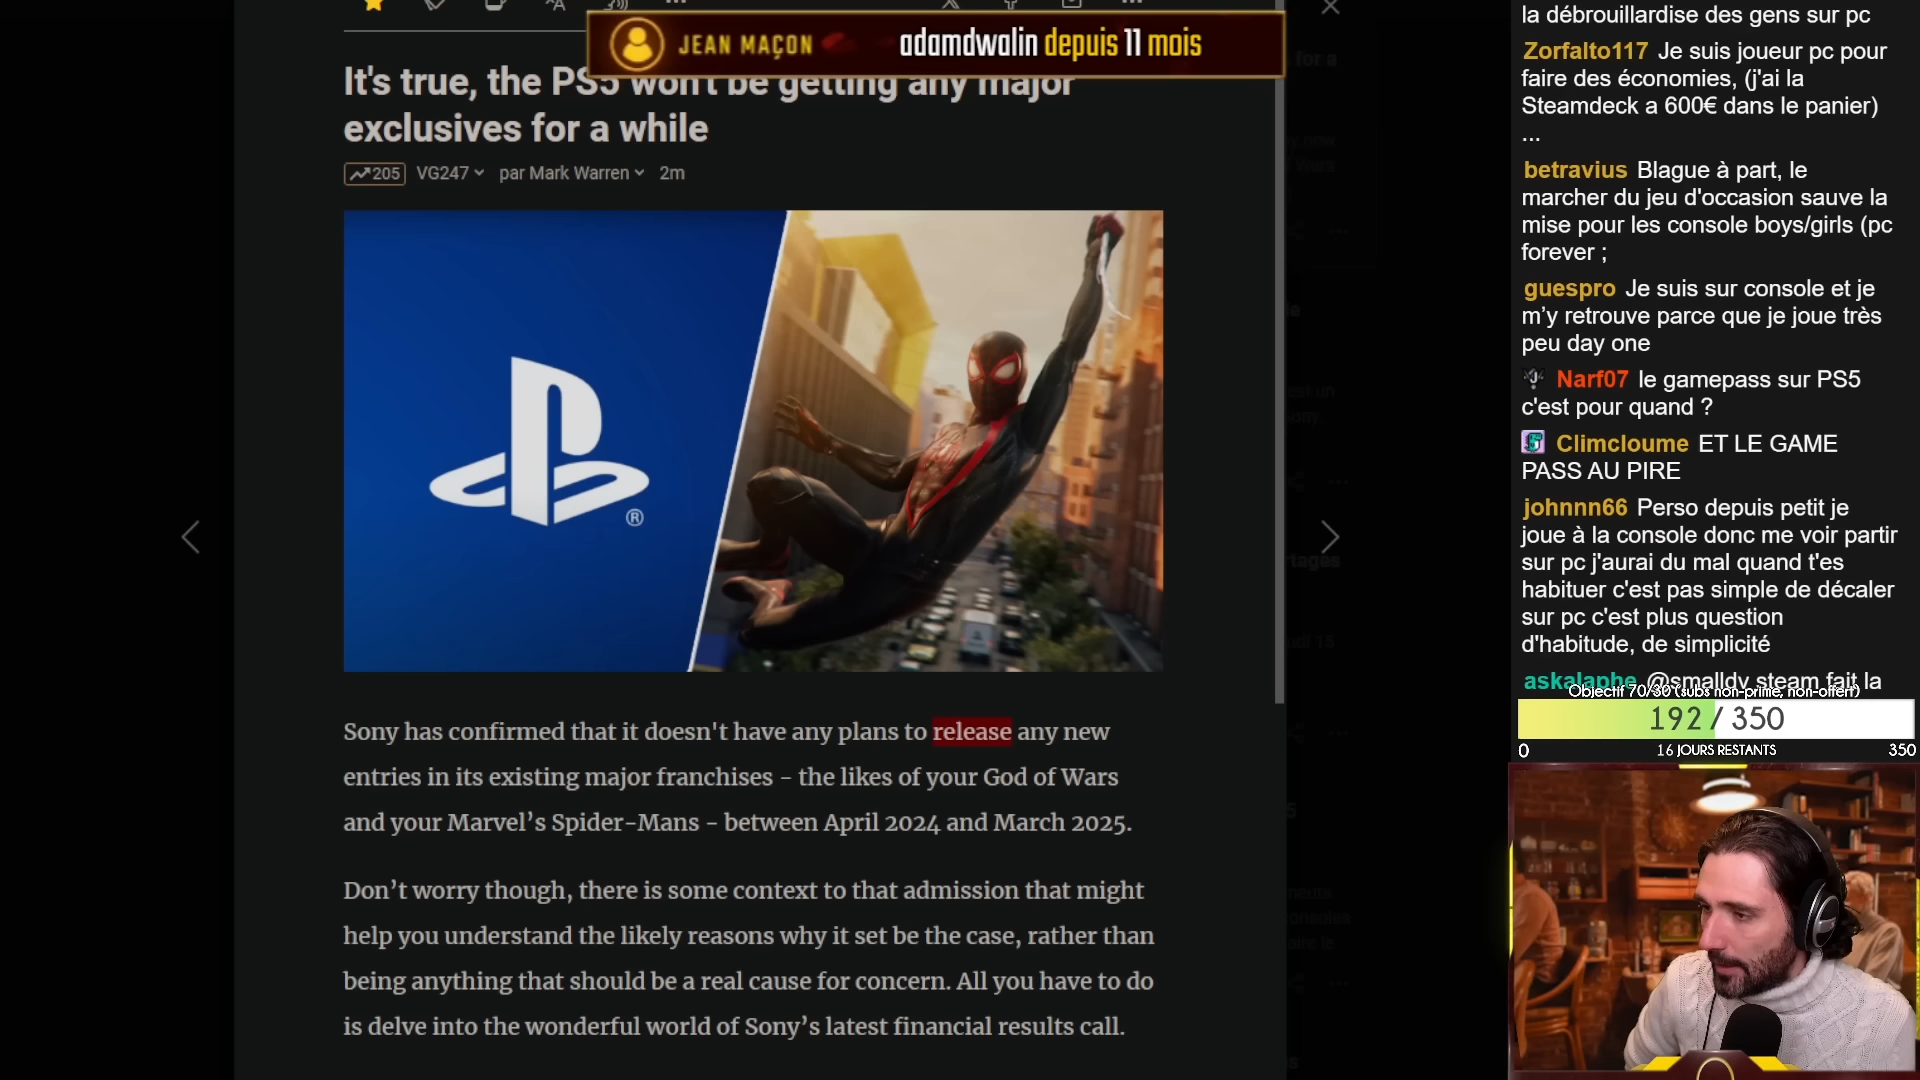 JEAN MAÇON adamdwalin depuis 11 mois
It's true, the PS5 won't be getting any major
exclusives for a while
205 VG247 par Mark Warren 2m
®
Sony has confirmed that it doesn't have any plans to release any new
entries in its existing major franchises – the likes of your God of Wars
and your Marvel’s Spider-Mans – between April 2024 and March 2025.
Don’t worry though, there is some context to that admission that might
help you understand the likely reasons why it set be the case, rather than
being anything that should be a real cause for concern. All you have to do
is delve into the wonderful world of Sony’s latest financial results call.
la débrouillardise des gens sur pc
Zorfalto117 Je suis joueur pc pour
faire des économies, (j'ai la
Steamdeck a 600€ dans le panier)
...
betravius Blague à part, le
marcher du jeu d'occasion sauve la
mise pour les console boys/girls (pc
forever ;
guespro Je suis sur console et je
m’y retrouve parce que je joue très
peu day one
Narf07 le gamepass sur PS5
c'est pour quand ?
Climcloume ET LE GAME
PASS AU PIRE
johnnn66 Perso depuis petit je
joue à la console donc me voir partir
sur pc j'aurai du mal quand t'es
habituer c'est pas simple de décaler
sur pc c'est plus question
d'habitude, de simplicité
askalaphe @smalldv steam fait la
Objectif 70/30 (subs non-prime, non-offert)
192 / 350
0 16 JOURS RESTANTS 350